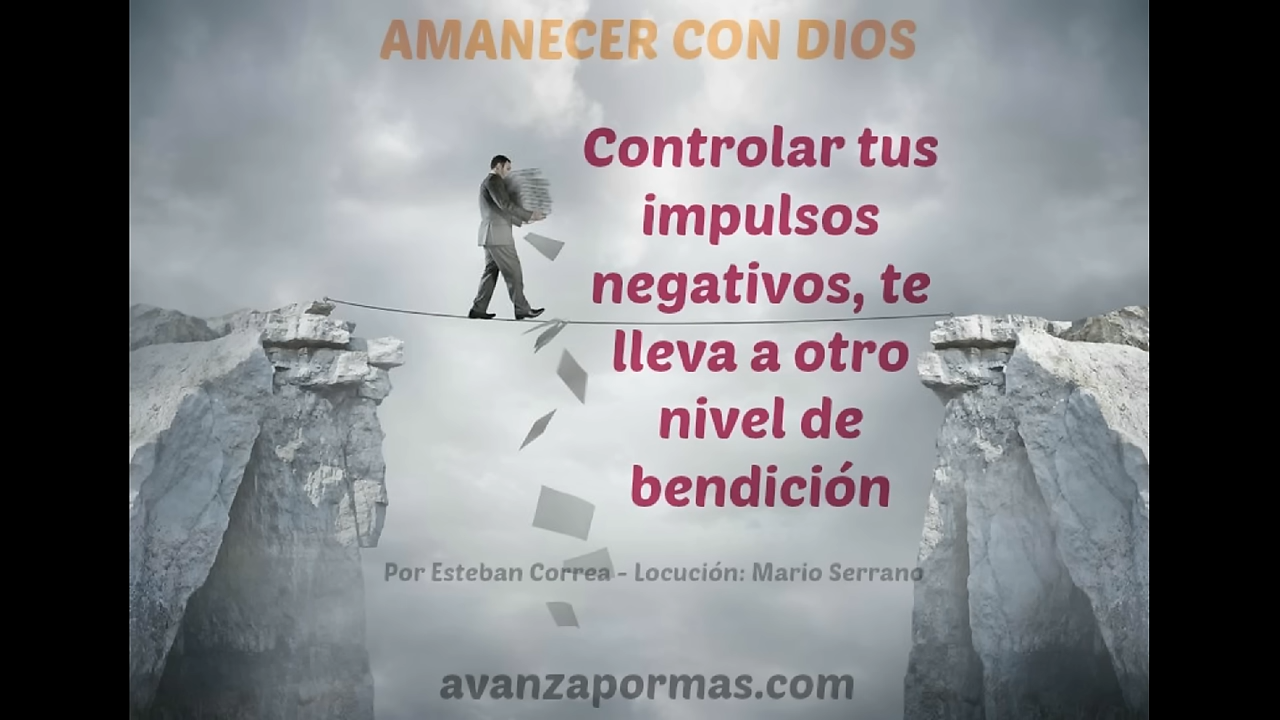 AMANECER CON DIOS
Controlar tus
impulsos
negativos, te
lleva a otro
nivel de
bendición
Por Esteban Correa - Locución: Mario Serrano
avanzapormas.com